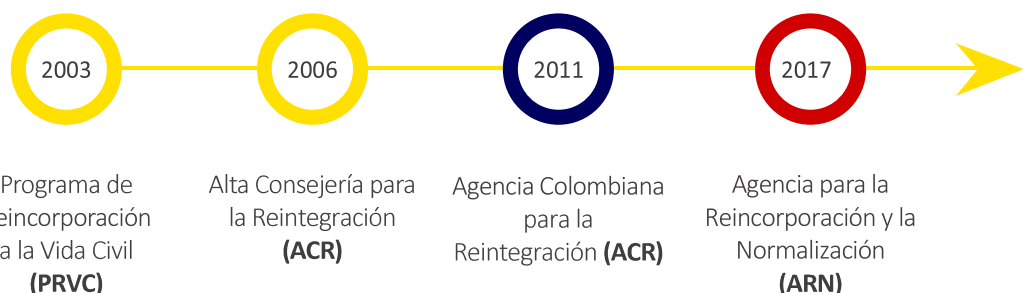 2003
2006
2011
2017
Programa de
eincorporación
a la Vida Civil
(PRVC)
Alta Consejería para
la Reintegración
(ACR)
Agencia Colombiana
para la
Reintegración (ACR)
Agencia para la
Reincorporación y la
Normalización
(ARN)